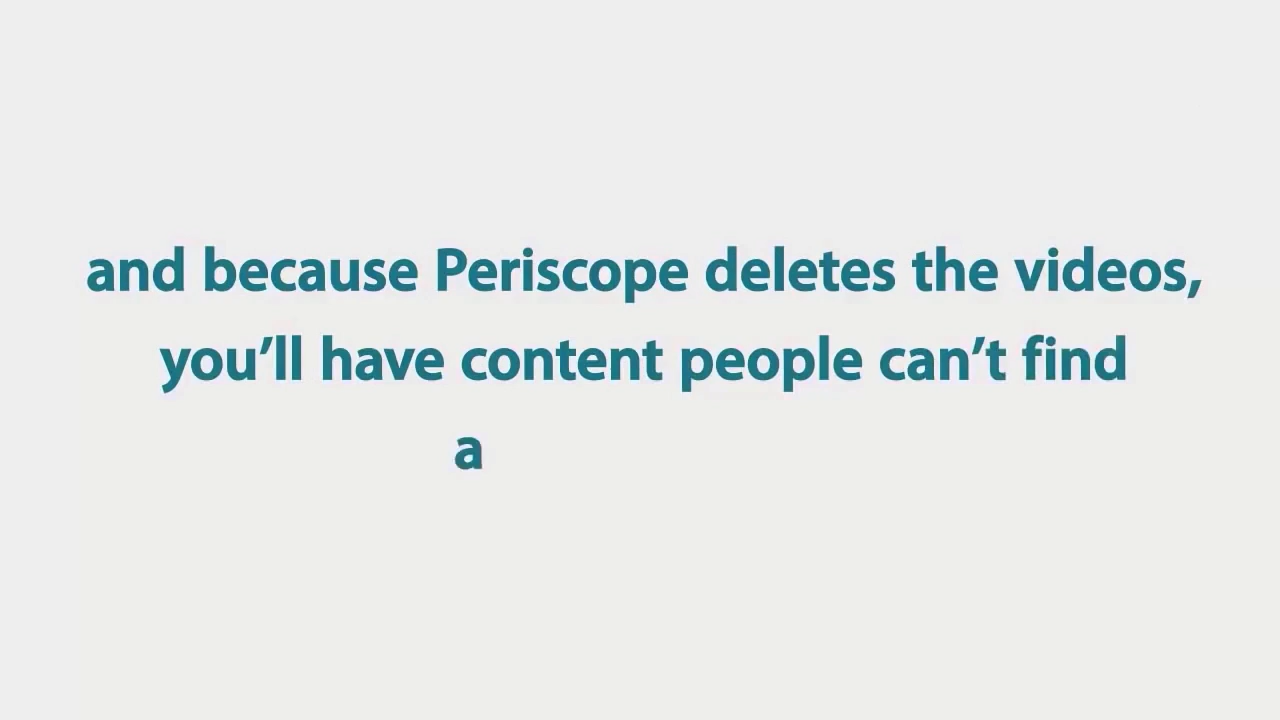 and because Periscope deletes the videos,
you’ll have content people can’t find
a